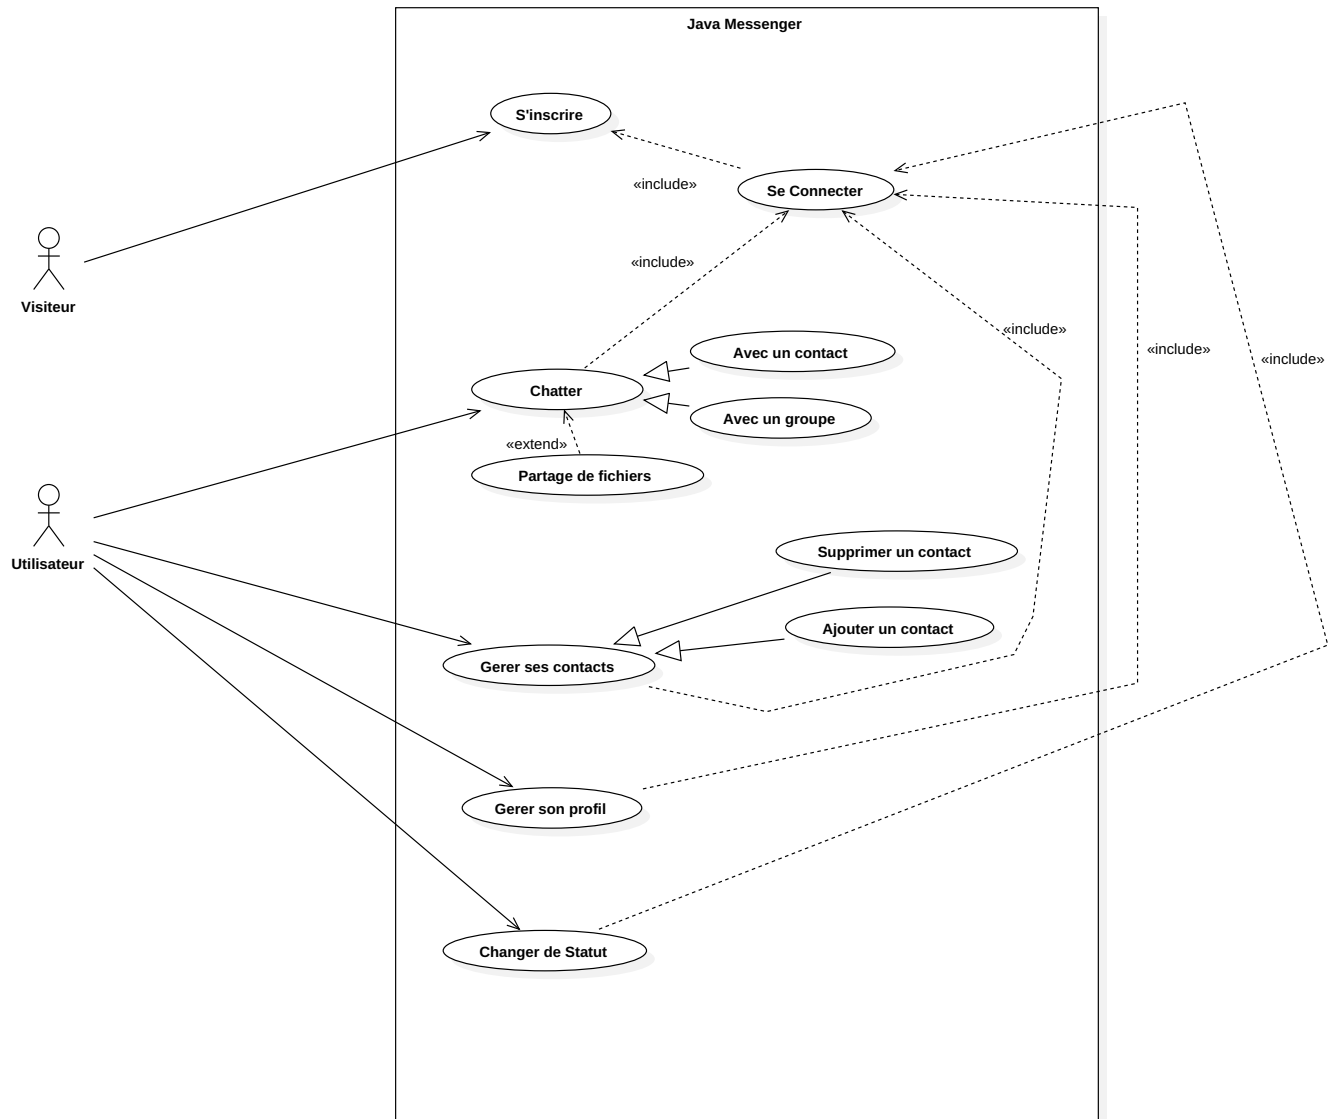 Java Messenger
S'inscrire
«include»
Se Connecter
«include»
Visiteur
«include»
«include»
«include»
Avec un contact
Chatter
Avec un groupe
«extend»
Partage de fichiers
Utilisateur
Supprimer un contact
Ajouter un contact
Gerer ses contacts
Gerer son profil
Changer de Statut